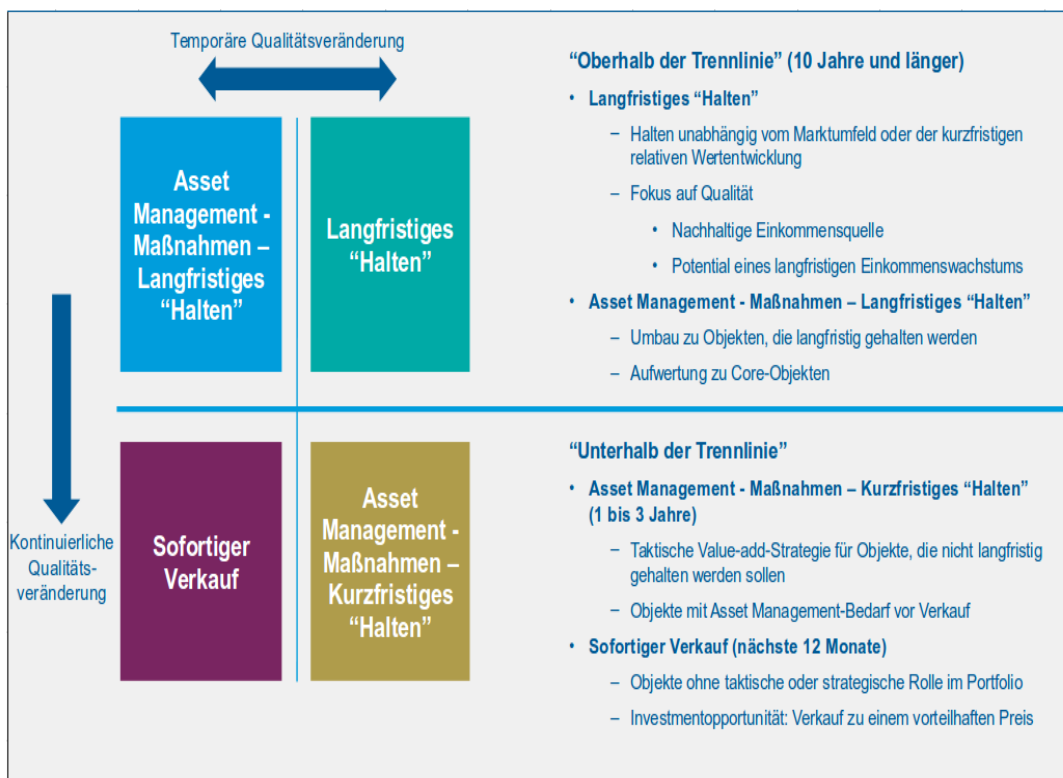 Temporäre Qualitätsveränderung
Asset
Management -
Maßnahmen –
Langfristiges
“Halten”
Langfristiges
“Halten”
Kontinuierliche
Qualitäts-
veränderung
Sofortiger
Verkauf
Asset
Management -
Maßnahmen –
Kurzfristiges
“Halten”
“Oberhalb der Trennlinie” (10 Jahre und länger)
• Langfristiges “Halten”
– Halten unabhängig vom Marktumfeld oder der kurzfristigen
relativen Wertentwicklung
– Fokus auf Qualität
• Nachhaltige Einkommensquelle
• Potential eines langfristigen Einkommenswachstums
• Asset Management - Maßnahmen – Langfristiges “Halten”
– Umbau zu Objekten, die langfristig gehalten werden
– Aufwertung zu Core-Objekten
“Unterhalb der Trennlinie”
• Asset Management - Maßnahmen – Kurzfristiges “Halten”
(1 bis 3 Jahre)
– Taktische Value-add-Strategie für Objekte, die nicht langfristig
gehalten werden sollen
– Objekte mit Asset Management-Bedarf vor Verkauf
• Sofortiger Verkauf (nächste 12 Monate)
– Objekte ohne taktische oder strategische Rolle im Portfolio
– Investmentopportunität: Verkauf zu einem vorteilhaften Preis